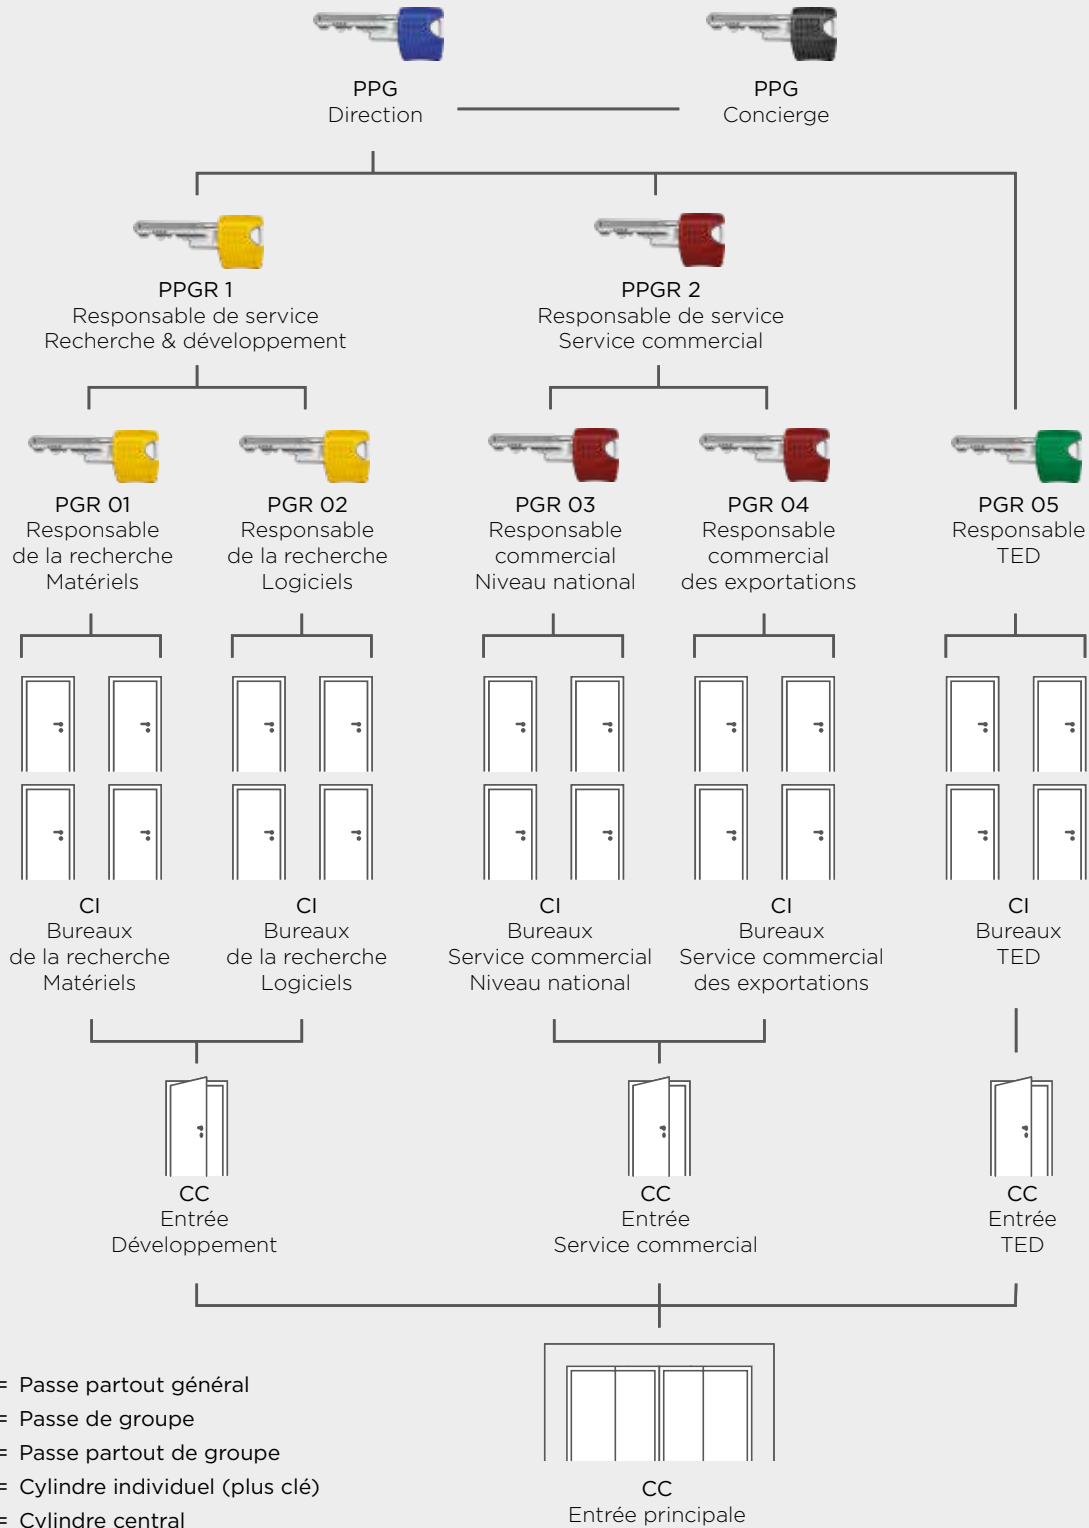 PPG
Direction
PPG
Concierge
PPGR 1
Responsable de service
Recherche & développement
PPGR 2
Responsable de service
Service commercial
PGR 01
Responsable
de la recherche
Matériels
PGR 02
Responsable
de la recherche
Logiciels
PGR 03
Responsable
commercial
Niveau national
PGR 04
Responsable
commercial
des exportations
PGR 05
Responsable
TED
CI
Bureaux
de la recherche
Matériels
CI
Bureaux
de la recherche
Logiciels
CI
Bureaux
Service commercial
Niveau national
CI
Bureaux
Service commercial
des exportations
CI
Bureaux
TED
CC
Entrée
Développement
CC
Entrée
Service commercial
CC
Entrée
TED
= Passe partout général
= Passe de groupe
= Passe partout de groupe
= Cylindre individuel (plus clé)
= Cylindre central
CC
Entrée principale